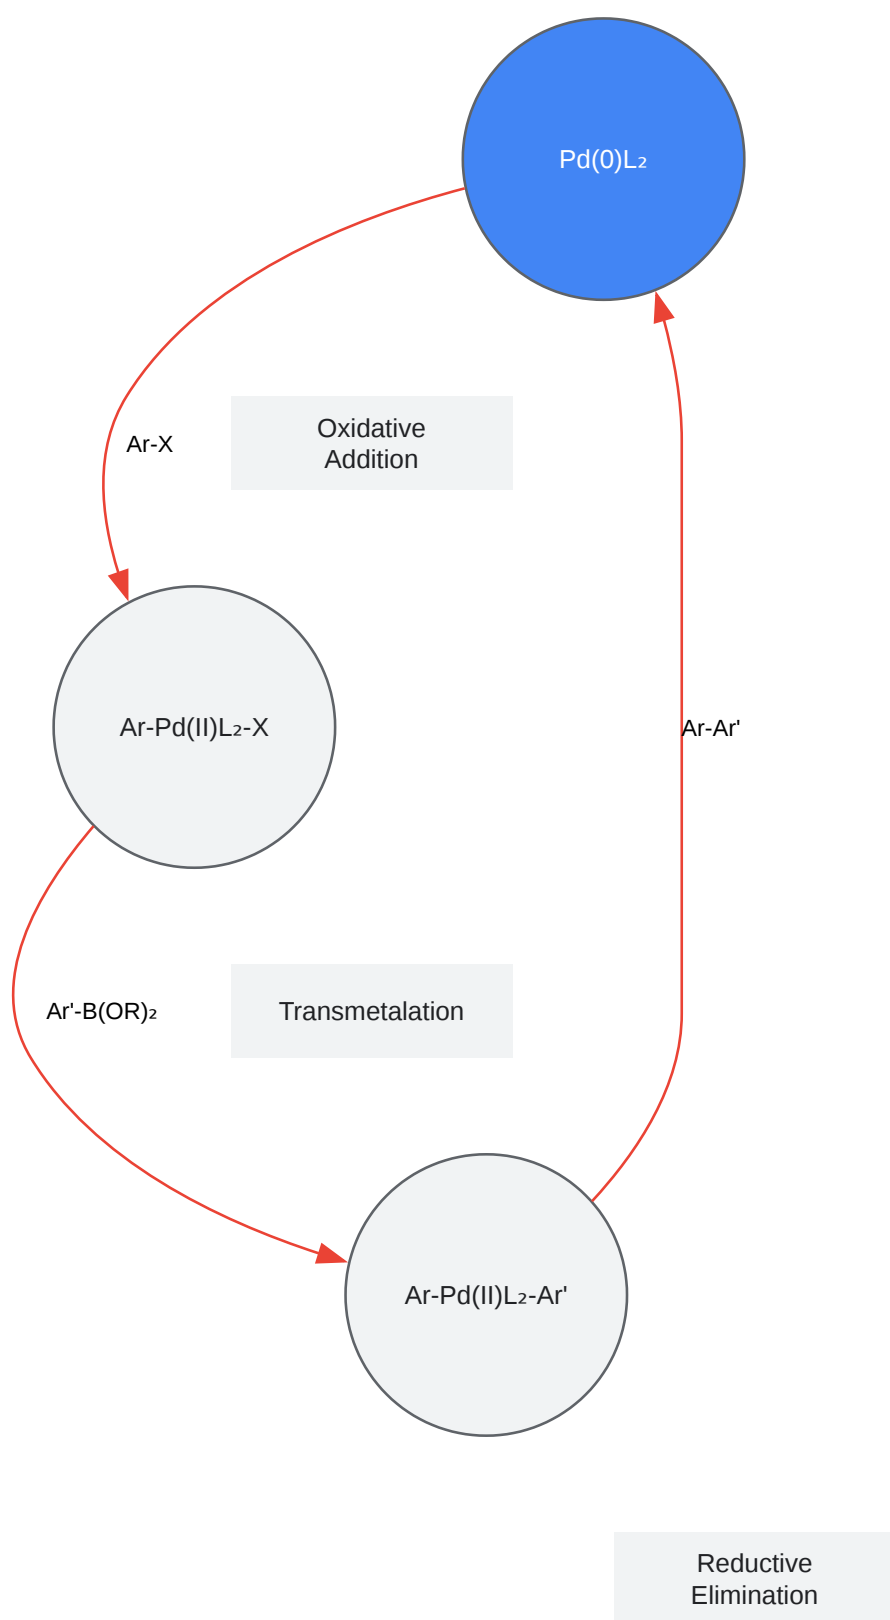 Pd(0)L₂
Ar-X
Oxidative
Addition
Ar-Pd(II)L₂-X
Ar-Ar'
Ar'-B(OR)₂
Transmetalation
Ar-Pd(II)L₂-Ar'
Reductive
Elimination